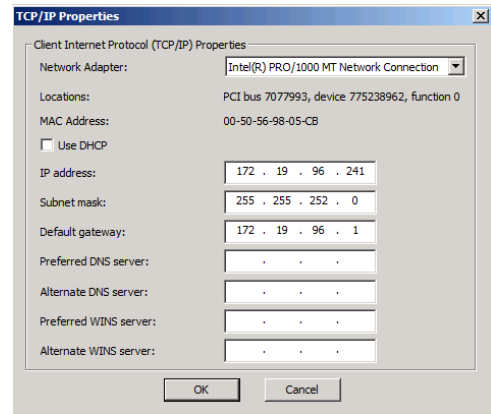 TCP/IP Properties
Client Internet Protocol (TCP/IP) Properties
Network Adapter: Intel(R) PRO/1000 MT Network Connection
Locations: PCI bus 7077993, device 775238962, function 0
MAC Address: 00-50-56-98-05-CB
Use DHCP
IP address: 172 . 19 . 96 . 241
Subnet mask: 255 . 255 . 252 . 0
Default gateway: 172 . 19 . 96 . 1
Preferred DNS server: . . .
Alternate DNS server: . . .
Preferred WINS server: . . .
Alternate WINS server: . . .
OK Cancel